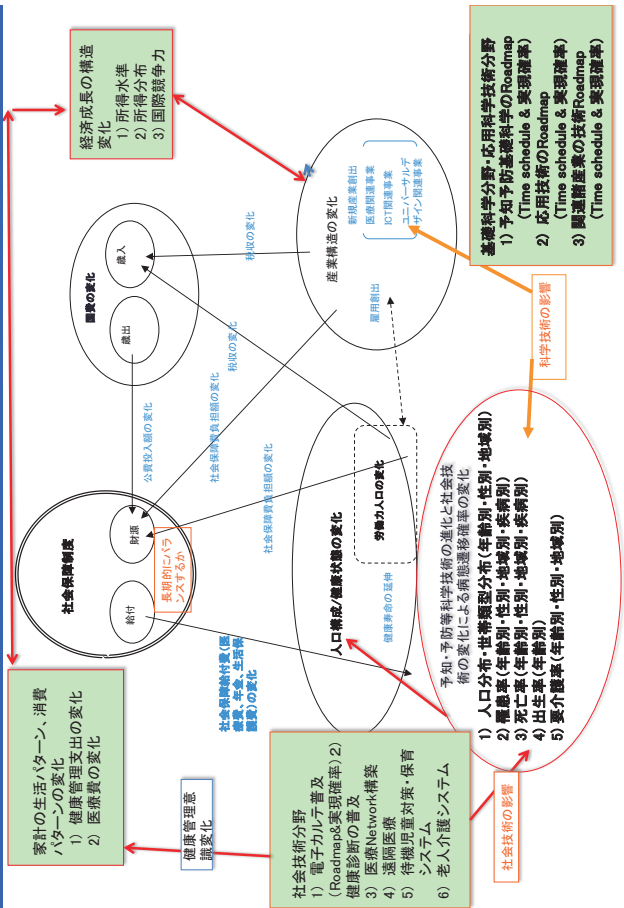 家計の生活パターン、消費
パターンの変化
1) 健康管理支出の変化
2) 医療費の変化
経済成長の構造
変化
1) 所得水準
2) 所得分布
3) 国際競争力
健康管理意
識変化
社会保障制度
給付
財源
長期的にバラ
ンスするか
国費の変化
歳出
歳入
公費投入額の変化
税収の変化
社会保障費負担額の変化
税収の変化
社会保障費負担額の変化
社会保障給付費(医
療費、年金、生活保
護費)の変化
産業構造の変化
新規産業創出
医療関連事業
ICT関連事業
ユニバーサルデ
ザイン関連事業
雇用創出
人口構成/健康状態の変化
労働力人口の変化
健康寿命の延伸
社会技術分野
1) 電子カルテ普及
(Roadmap&実現確率) 2)
健康診断の普及
3) 医療Network構築
4) 遠隔医療
5) 待機児童対策・保育
システム
6) 老人介護システム
社会技術の影響
予知・予防等科学技術の進化と社会技
術の変化による病態遷移確率の変化
1) 人口分布・世帯類型分布(年齢別・性別・地域別)
2) 罹患率(年齢別・性別・地域別・疾病別)
3) 死亡率(年齢別・性別・地域別・疾病別)
4) 出生率(年齢別)
5) 要介護率(年齢別・性別・地域別)
科学技術の影響
基礎科学分野・応用科学技術分野
1) 予知予防基礎科学のRoadmap
(Time schedule & 実現確率)
2) 応用技術のRoadmap
(Time schedule & 実現確率)
3) 関連諸産業の技術Roadmap
(Time schedule & 実現確率)